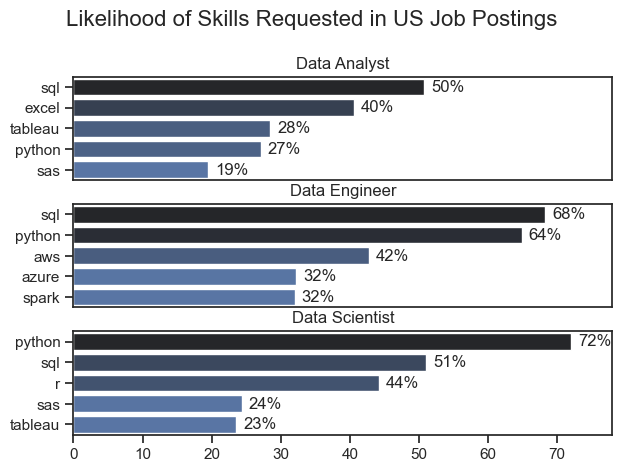 Likelihood of Skills Requested in US Job Postings
Data Analyst
sql 50%
excel 40%
tableau 28%
python 27%
sas 19%
Data Engineer
sql 68%
python 64%
aws 42%
azure 32%
spark 32%
Data Scientist
python 72%
sql 51%
r 44%
sas 24%
tableau 23%
0 10 20 30 40 50 60 70